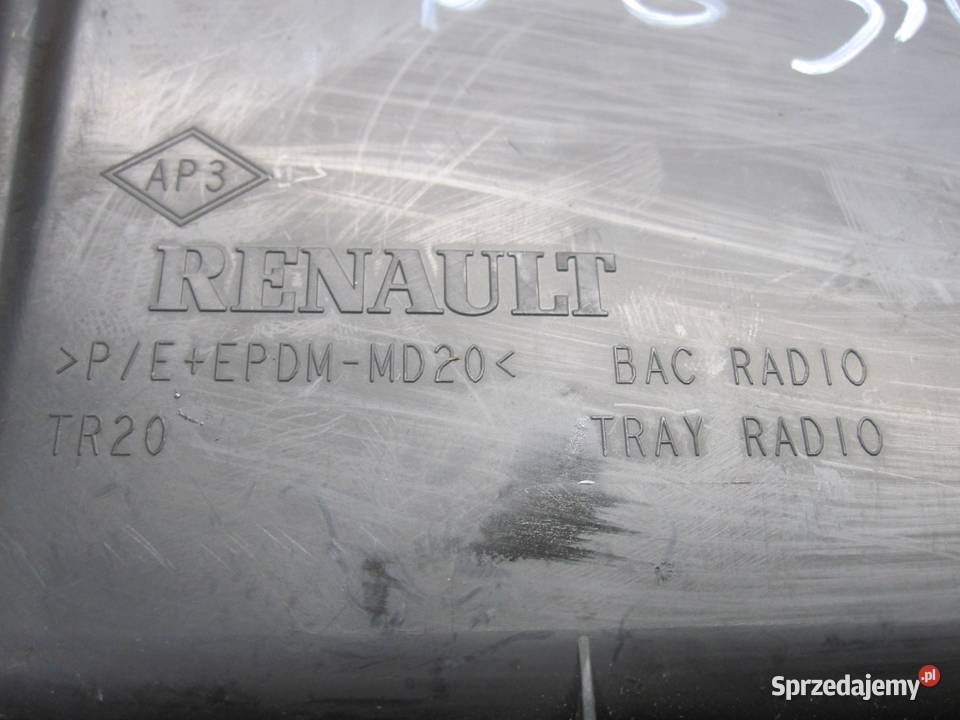 AP3
RENAULT
>P/E+EPDM-MD20< BAC RADIO
TR20 TRAY RADIO
Sprzedajemy.pl